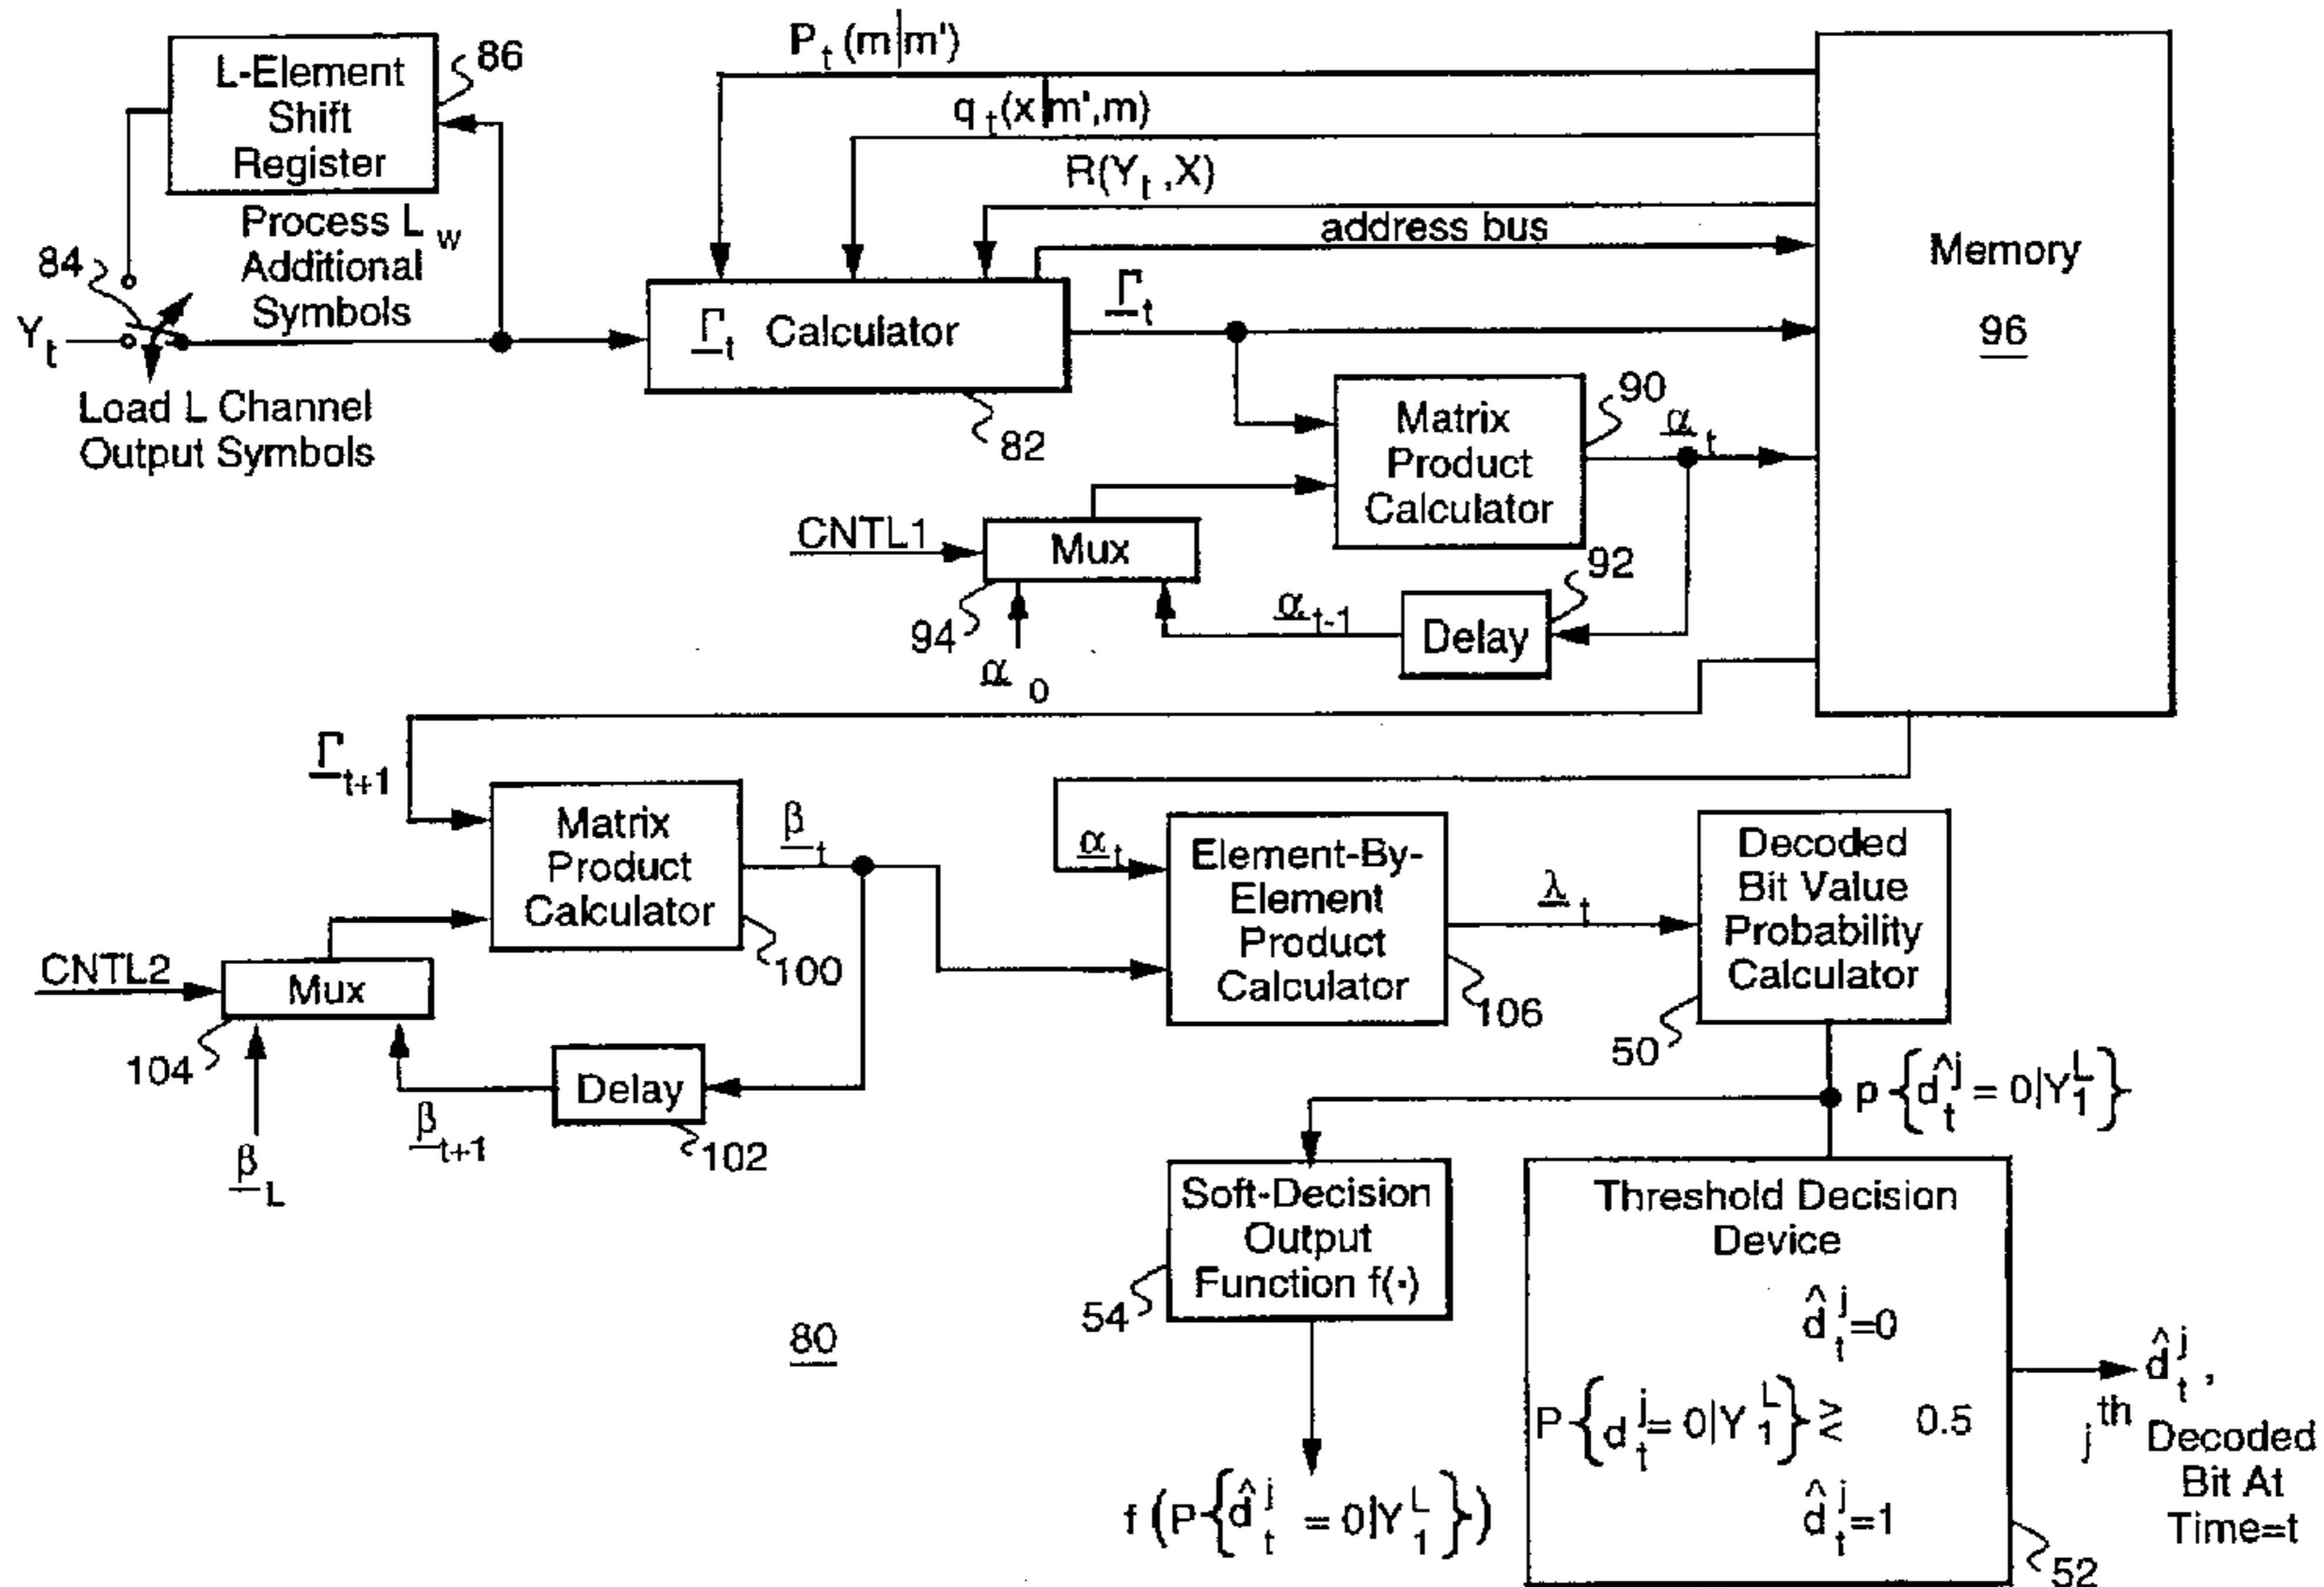 L-Element
Shift
Register
86
Process L_w
Additional
Symbols
84
Y_t
Load L Channel
Output Symbols
P_t (m|m')
q_t(x|m',m)
R(Y_t ,X)
address bus
Γ_t Calculator
82
Γ_t
Memory
96
Matrix
Product
Calculator
90
α_t
CNTL1
Mux
94
α_0
α_t-1
Delay
92
Γ_t+1
Matrix
Product
Calculator
100
β_t
CNTL2
Mux
104
β_L
β_t+1
Delay
102
α_t
Element-By-
Element
Product
Calculator
106
λ_t
Decoded
Bit Value
Probability
Calculator
50
p{d̂_t^j = 0|Y_1^L}
Soft-Decision
Output
Function f(·)
54
f (P{d̂_t^j = 0|Y_1^L})
Threshold Decision
Device
d̂_t^j=0
P{d_t^j= 0|Y_1^L} ≷ 0.5
d̂_t^j=1
52
d̂_t^j ,
j^th Decoded
Bit At
Time=t
80